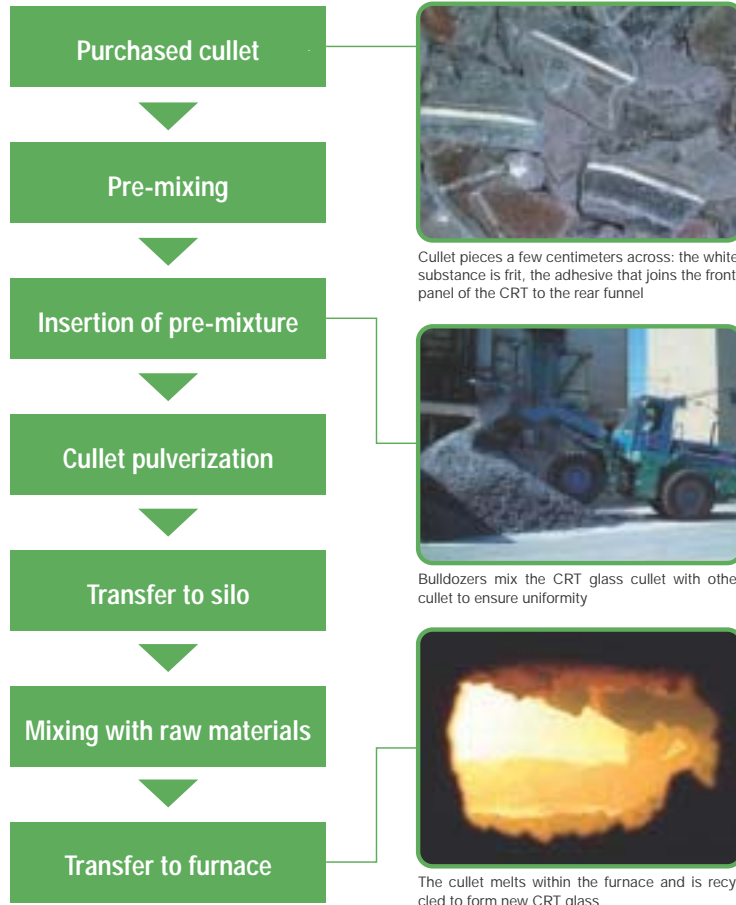 Purchased cullet
Pre-mixing
Insertion of pre-mixture
Cullet pulverization
Transfer to silo
Mixing with raw materials
Transfer to furnace
Cullet pieces a few centimeters across: the white
substance is frit, the adhesive that joins the front
panel of the CRT to the rear funnel
Bulldozers mix the CRT glass cullet with othe
cullet to ensure uniformity
The cullet melts within the furnace and is recy
cled to form new CRT glass